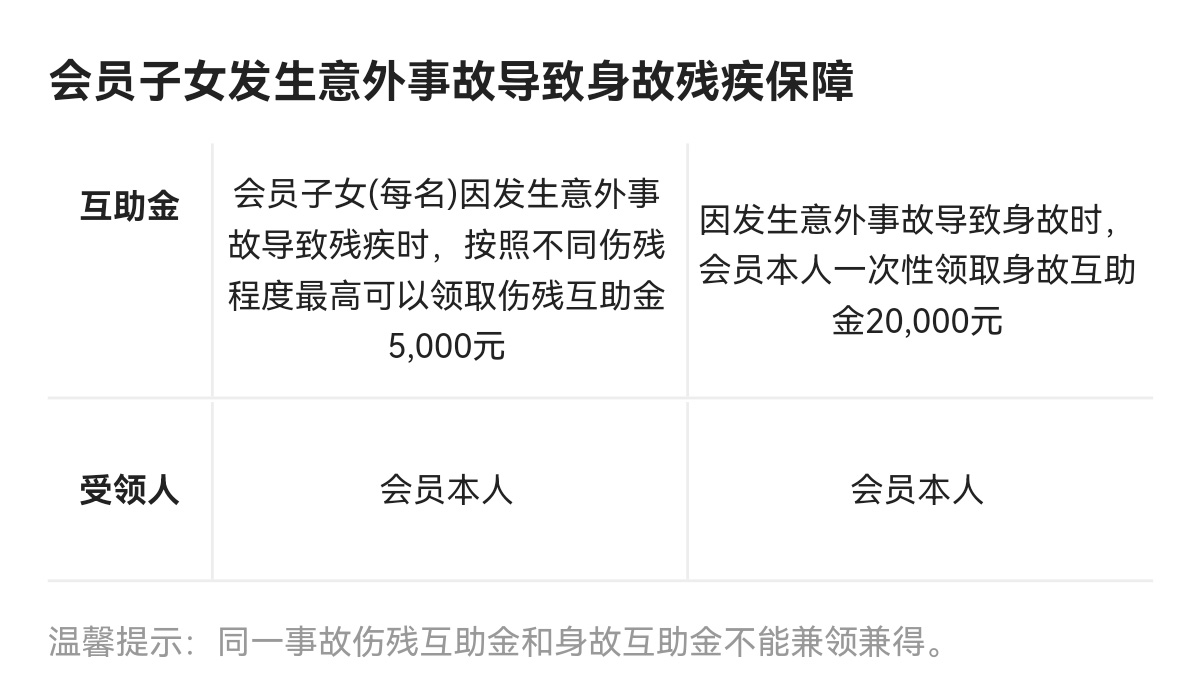 会员子女发生意外事故导致身故残疾保障
互助金
会员子女(每名)因发生意外事
故导致残疾时，按照不同伤残
程度最高可以领取伤残互助金
5,000元
因发生意外事故导致身故时，
会员本人一次性领取身故互助
金20,000元
受领人
会员本人
会员本人
温馨提示：同一事故伤残互助金和身故互助金不能兼领兼得。